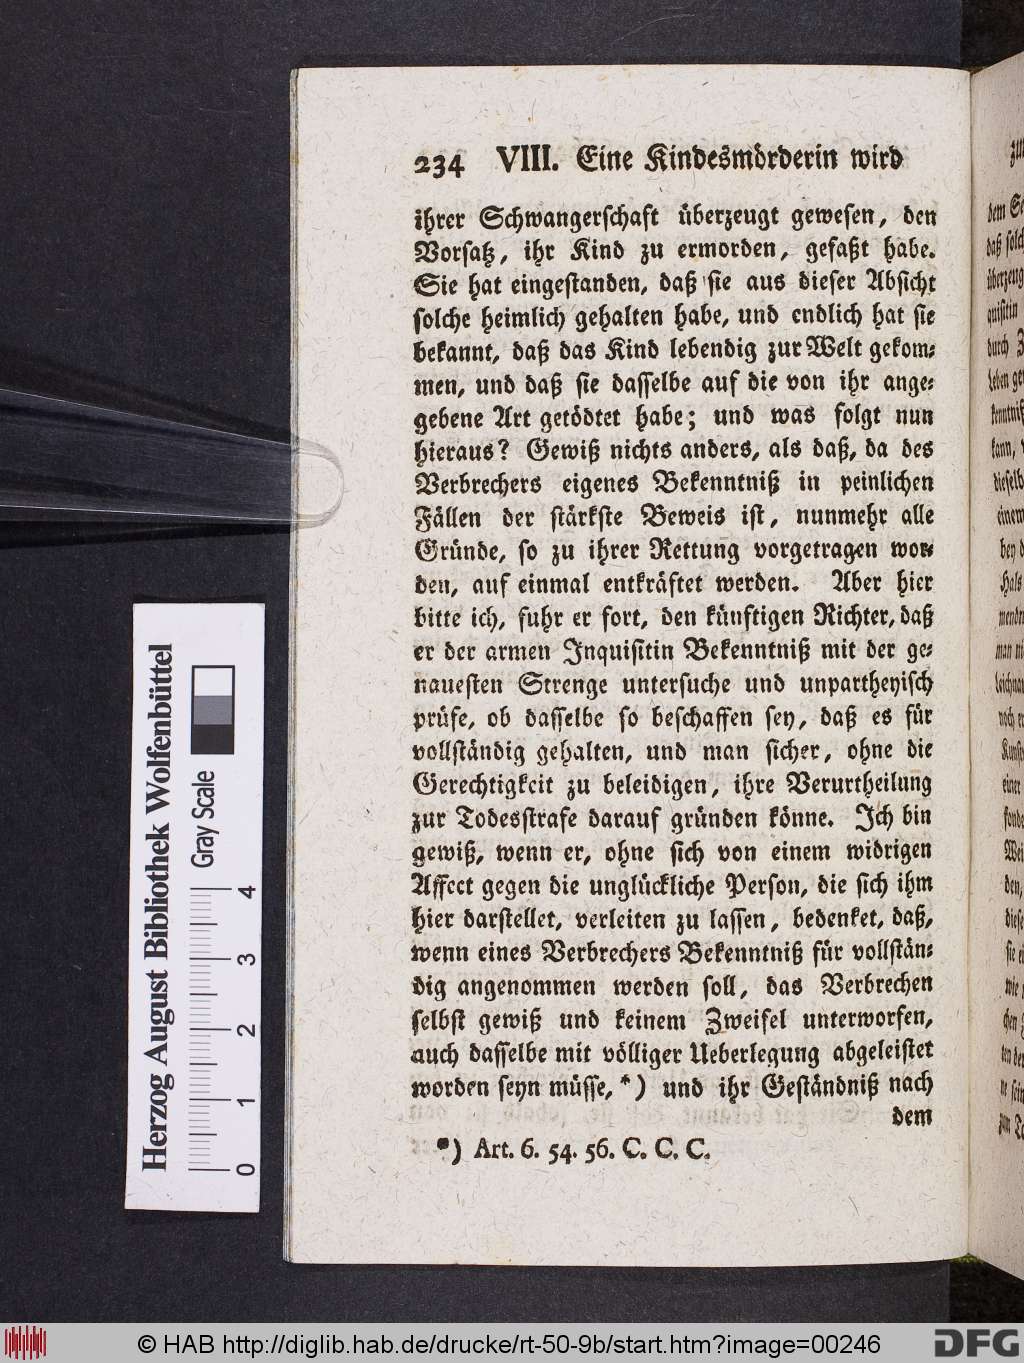 234 VIII. Eine Kindesmörderin wird
ihrer Schwangerschaft überzeugt gewesen, den
Vorsatz, ihr Kind zu ermorden, gefaßt habe.
Sie hat eingestanden, daß sie aus dieser Absicht
solche heimlich gehalten habe, und endlich hat sie
bekannt, daß das Kind lebendig zur Welt gekom-
men, und daß sie dasselbe auf die von ihr ange-
gebene Art getödtet habe; und was folgt nun
hieraus? Gewiß nichts anders, als daß, da des
Verbrechers eigenes Bekenntniß in peinlichen
Fällen der stärkste Beweis ist, nunmehr alle
Gründe, so zu ihrer Rettung vorgetragen wor-
den, auf einmal entkräftet werden. Aber hier
bitte ich, fuhr er fort, den künftigen Richter, daß
er der armen Inquisitin Bekenntniß mit der ge-
nauesten Strenge untersuche und unpartheyisch
prüfe, ob dasselbe so beschaffen sey, daß es für
vollständig gehalten, und man sicher, ohne die
Gerechtigkeit zu beleidigen, ihre Verurtheilung
zur Todesstrafe darauf gründen könne. Ich bin
gewiß, wenn er, ohne sich von einem widrigen
Affect gegen die unglückliche Person, die sich ihm
hier darstellet, verleiten zu lassen, bedenket, daß,
wenn eines Verbrechers Bekenntniß für vollstän-
dig angenommen werden soll, das Verbrechen
selbst gewiß und keinem Zweifel unterworfen,
auch dasselbe mit völliger Ueberlegung abgeleistet
worden seyn müsse, *) und ihr Geständniß nach
dem
*) Art. 6. 54. 56. C. C. C.
Herzog August Bibliothek Wolfenbüttel
Gray Scale
0 1 2 3 4
© HAB http://diglib.hab.de/drucke/rt-50-9b/start.htm?image=00246
DFG